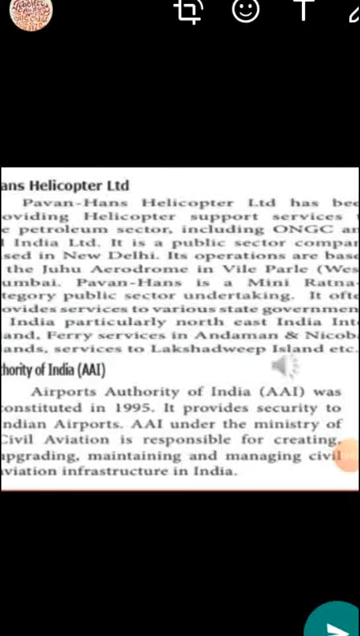 T
ans Helicopter Ltd
Pavan-Hans Helicopter Ltd has bee
oviding Helicopter support services
e petroleum sector, including ONGC an
l India Ltd. It is a public sector compan
sed in New Delhi. Its operations are base
the Juhu Aerodrome in Vile Parle (Wes
umbai. Pavan-Hans is a Mini Ratna-
tegory public sector undertaking. It ofte
ovides services to various state governmen
India particularly north east India Int
and, Ferry services in Andaman & Nicob
ands, services to Lakshadweep Island etc.
thority of India (AAI)
Airports Authority of India (AAI) was
constituted in 1995. It provides security to
ndian Airports. AAI under the ministry of
Civil Aviation is responsible for creating,
upgrading, maintaining and managing civil
aviation infrastructure in India.